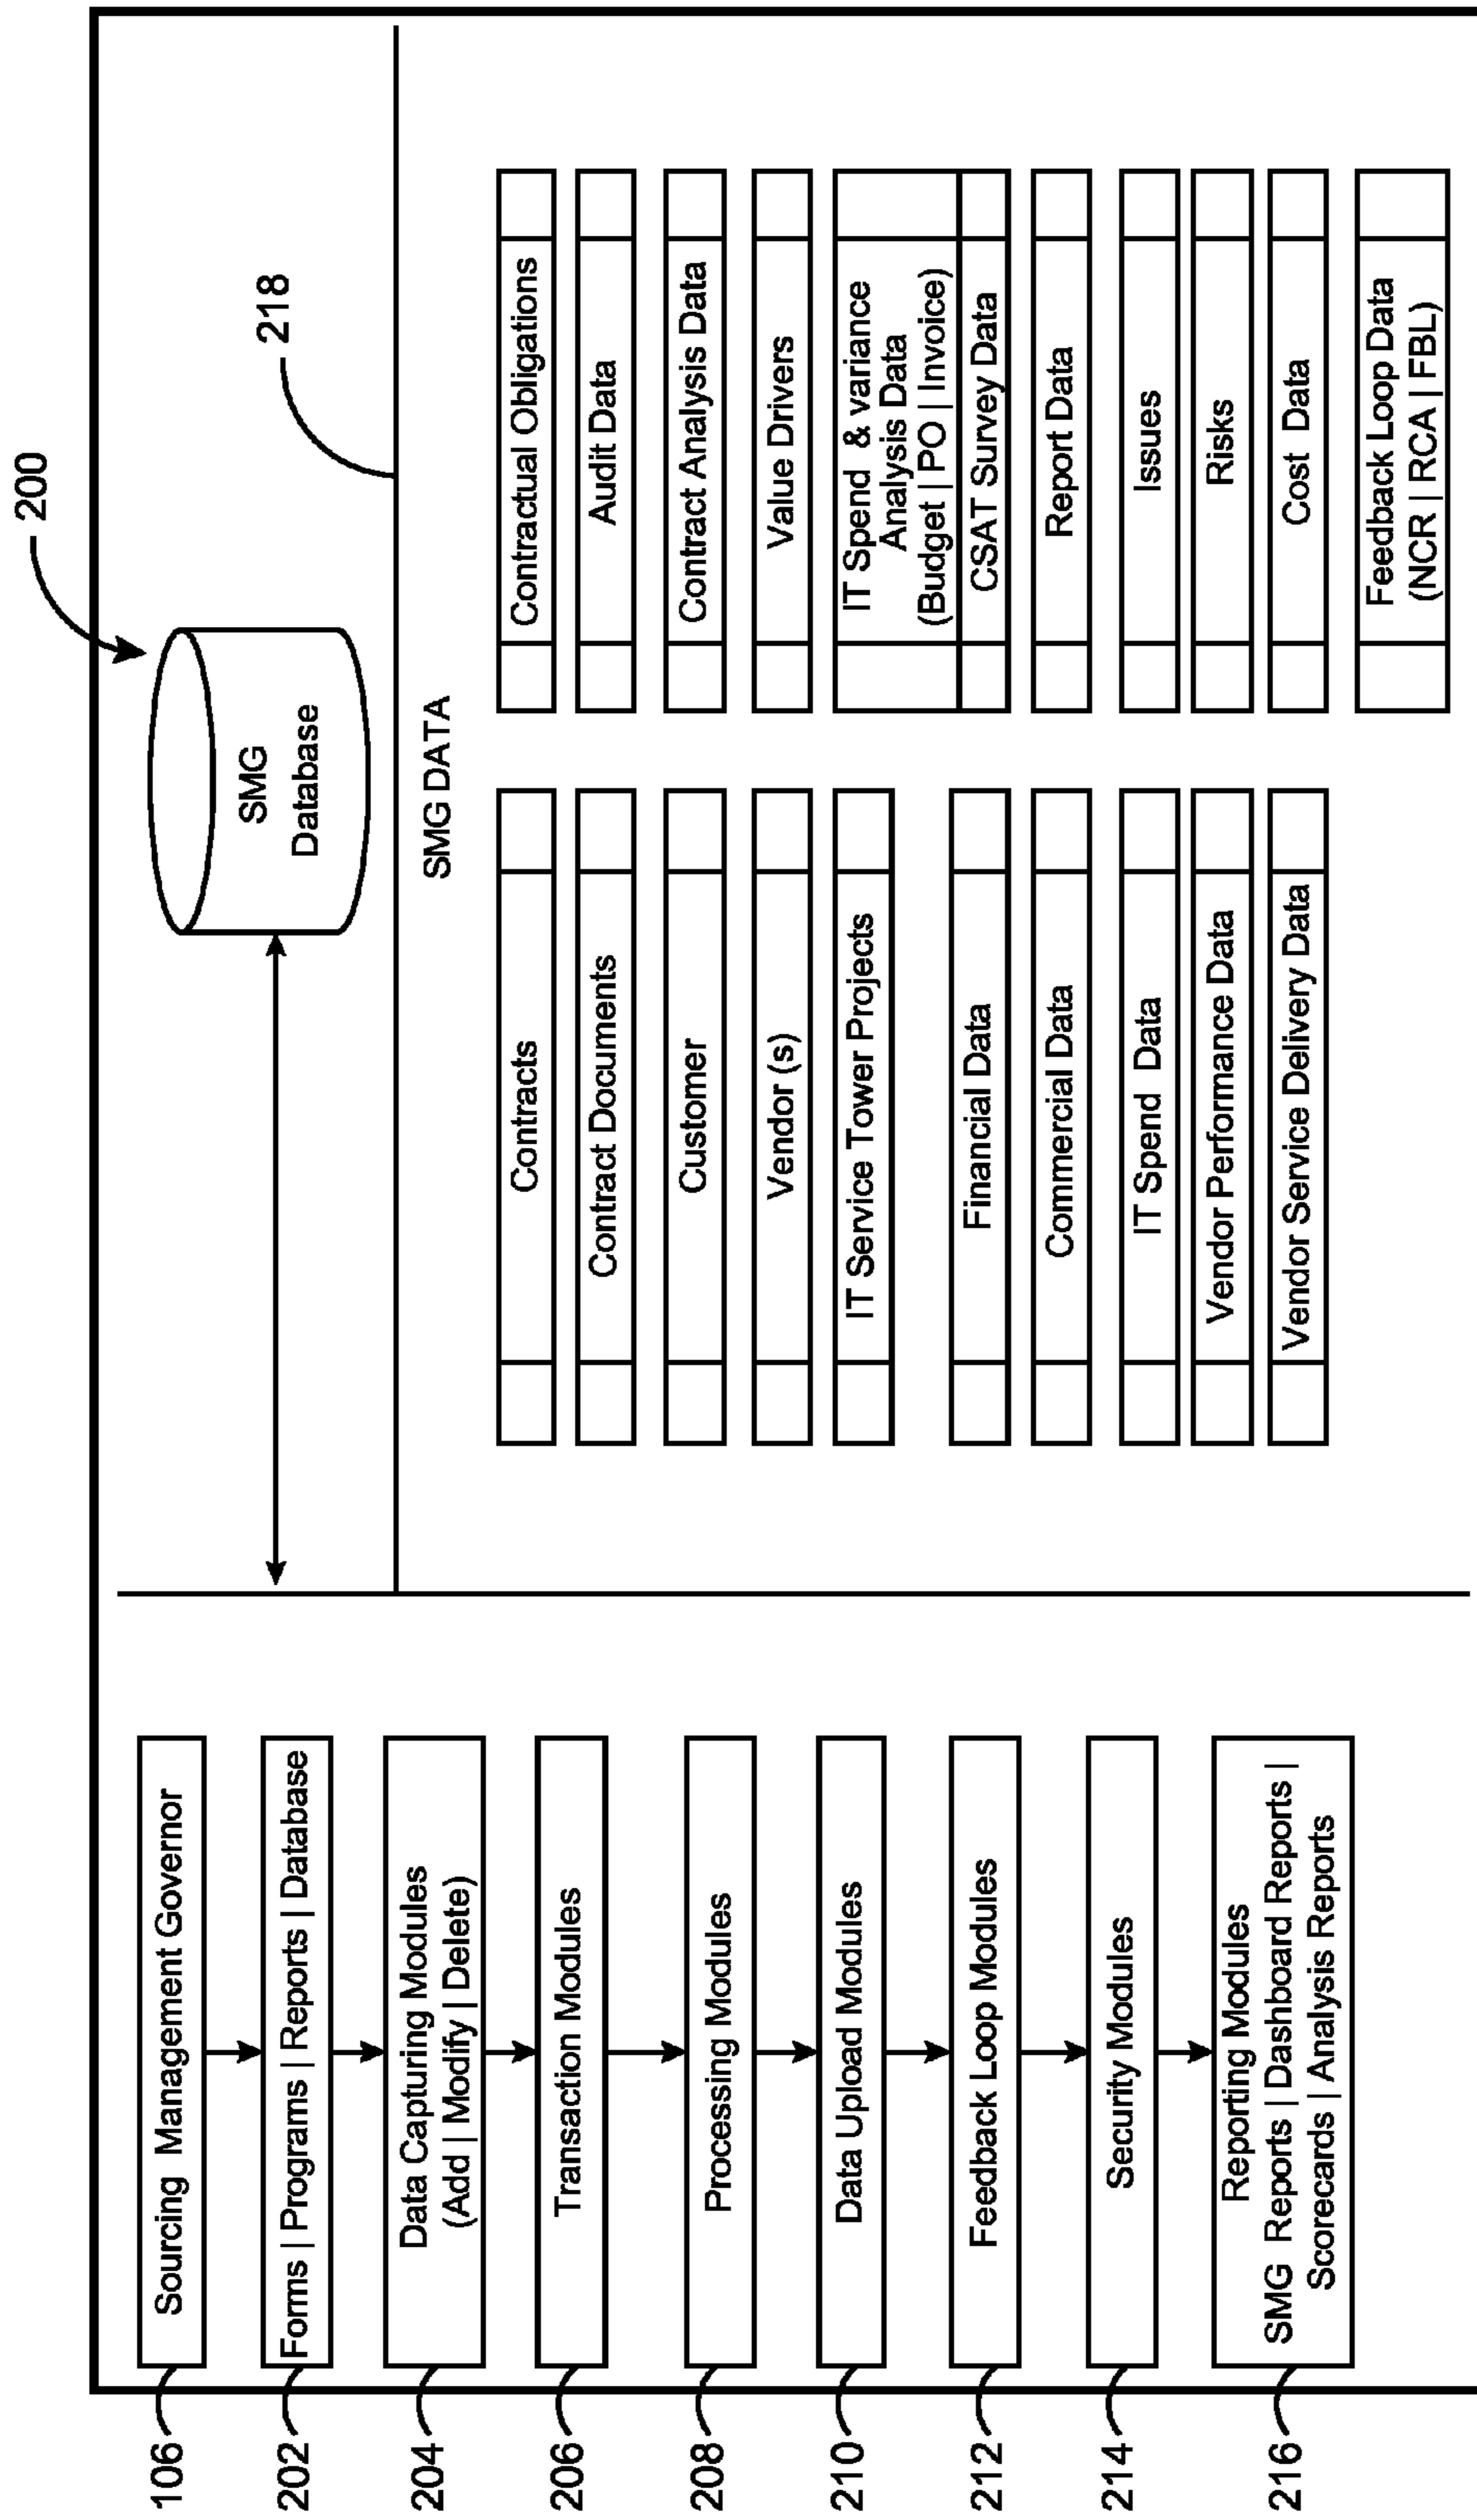 200
218
106
Sourcing Management Governor
202
Forms | Programs | Reports | Database
204
Data Capturing Modules
(Add | Modify | Delete)
206
Transaction Modules
208
Processing Modules
210
Data Upload Modules
212
Feedback Loop Modules
214
Security Modules
216
Reporting Modules
SMG Reports | Dashboard Reports |
Scorecards | Analysis Reports
SMG
Database
SMG DATA
Contracts
Contract Documents
Customer
Vendor (s)
IT Service Tower Projects
Financial Data
Commercial Data
IT Spend Data
Vendor Performance Data
Vendor Service Delivery Data
Contractual Obligations
Audit Data
Contract Analysis Data
Value Drivers
IT Spend & variance
Analysis Data
(Budget | PO | Invoice)
CSAT Survey Data
Report Data
Issues
Risks
Cost Data
Feedback Loop Data
(NCR | RCA | FBL)